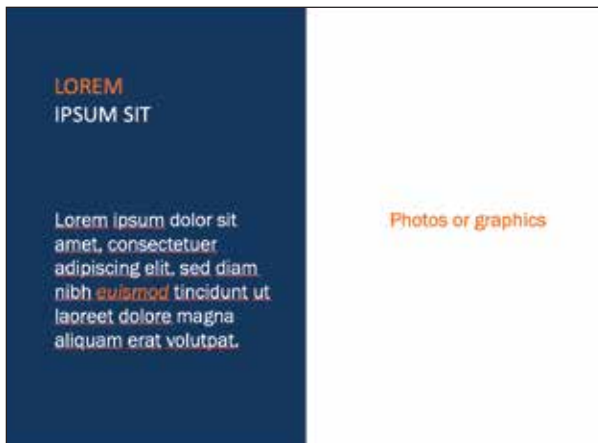 LOREM
IPSUM SIT
Lorem ipsum dolor sit
amet, consectetuer
adipiscing elit, sed diam
nibh euismod tincidunt ut
laoreet dolore magna
aliquam erat volutpat.
Photos or graphics